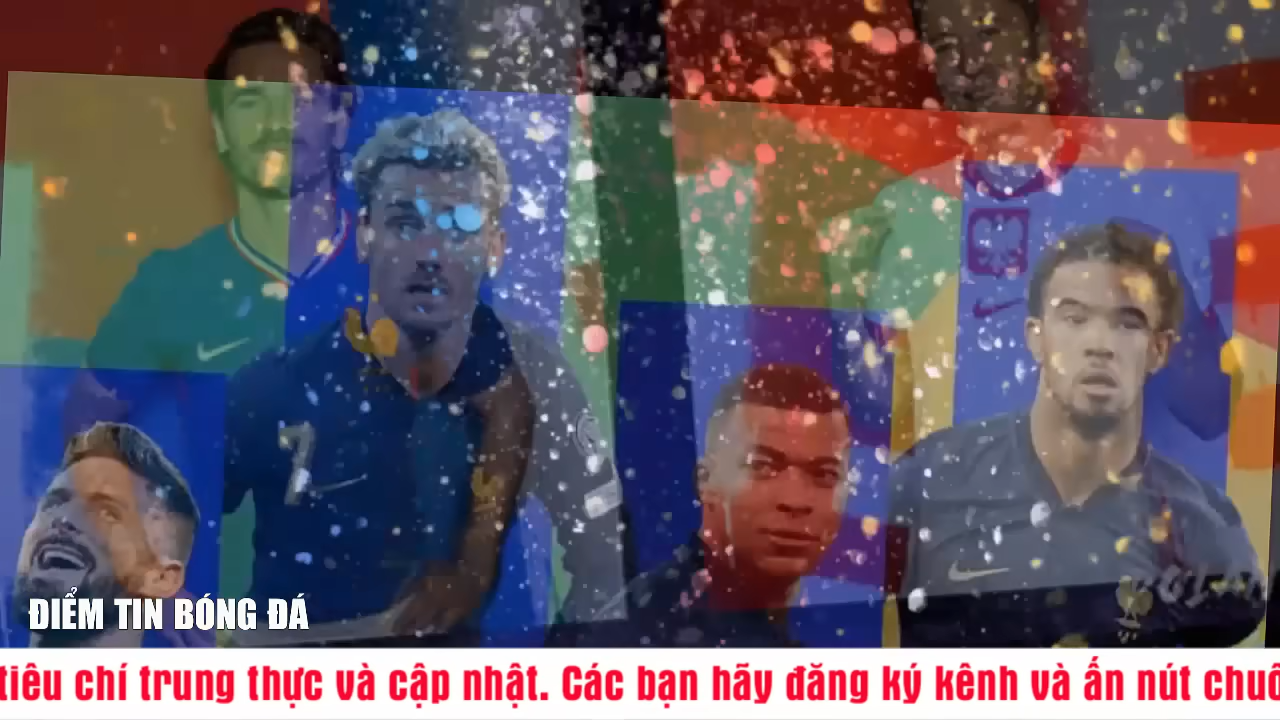 7
ĐIỂM TIN BÓNG ĐÁ
tiêu chí trung thực và cập nhật. Các bạn hãy đăng ký kênh và ấn nút